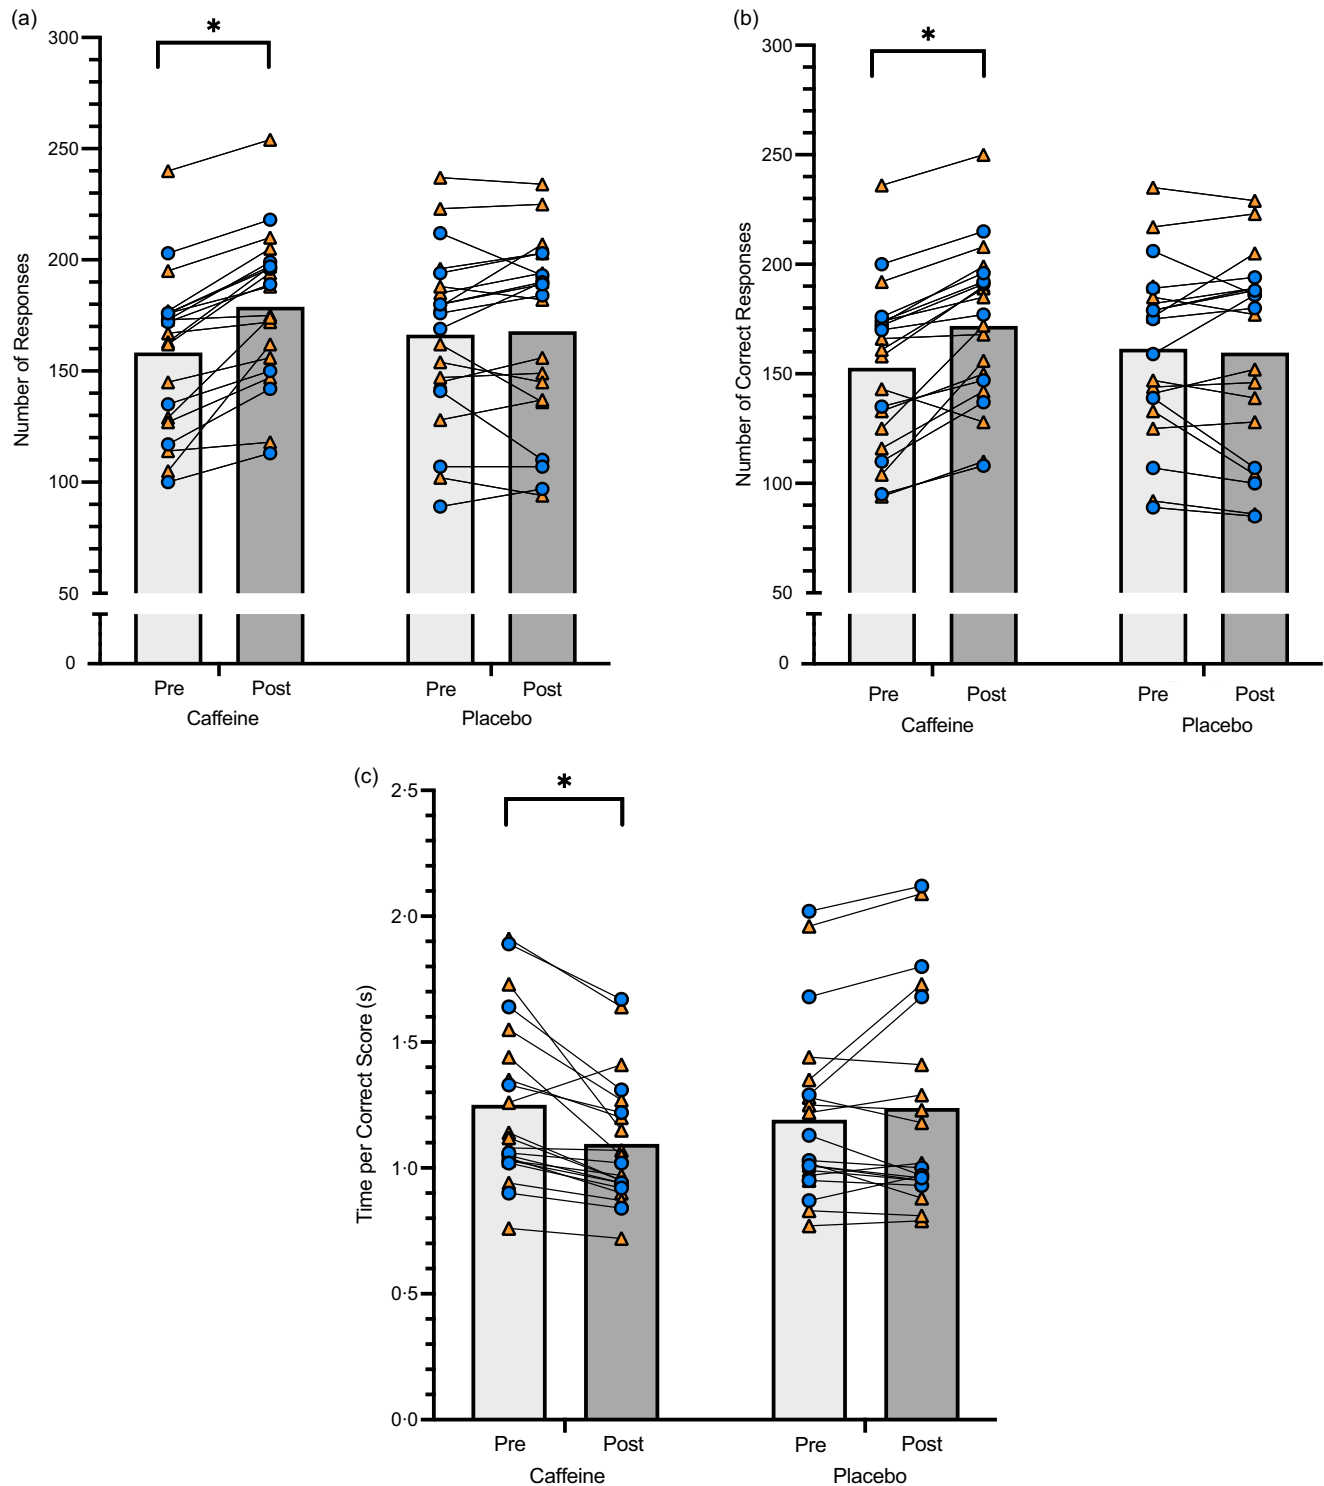 (a)
*
300
250
200
150
100
50
0
Number of Responses
Pre Post Pre Post
Caffeine Placebo
(b)
*
300
250
200
150
100
50
0
Number of Correct Responses
Pre Post Pre Post
Caffeine Placebo
(c)
*
2·5
2·0
1·5
1·0
0·5
0·0
Time per Correct Score (s)
Pre Post Pre Post
Caffeine Placebo